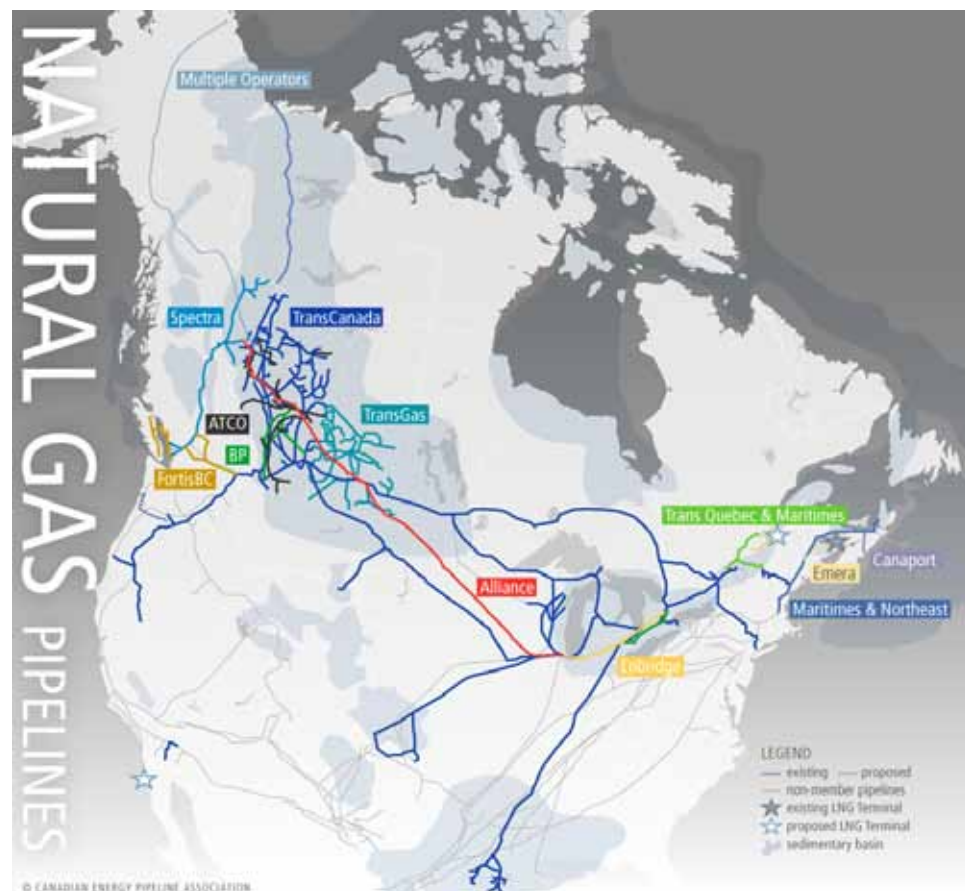 NATURAL GAS PIPELINES
Multiple Operators
Spectra
TransCanada
ATCO
TransGas
BP
FortisBC
Trans Quebec & Maritimes
Canaport
Emera
Alliance
Maritimes & Northeast
Enbridge
LEGEND
existing
proposed
non-member pipelines
existing LNG Terminal
proposed LNG Terminal
sedimentary basin
© CANADIAN ENERGY PIPELINE ASSOCIATION